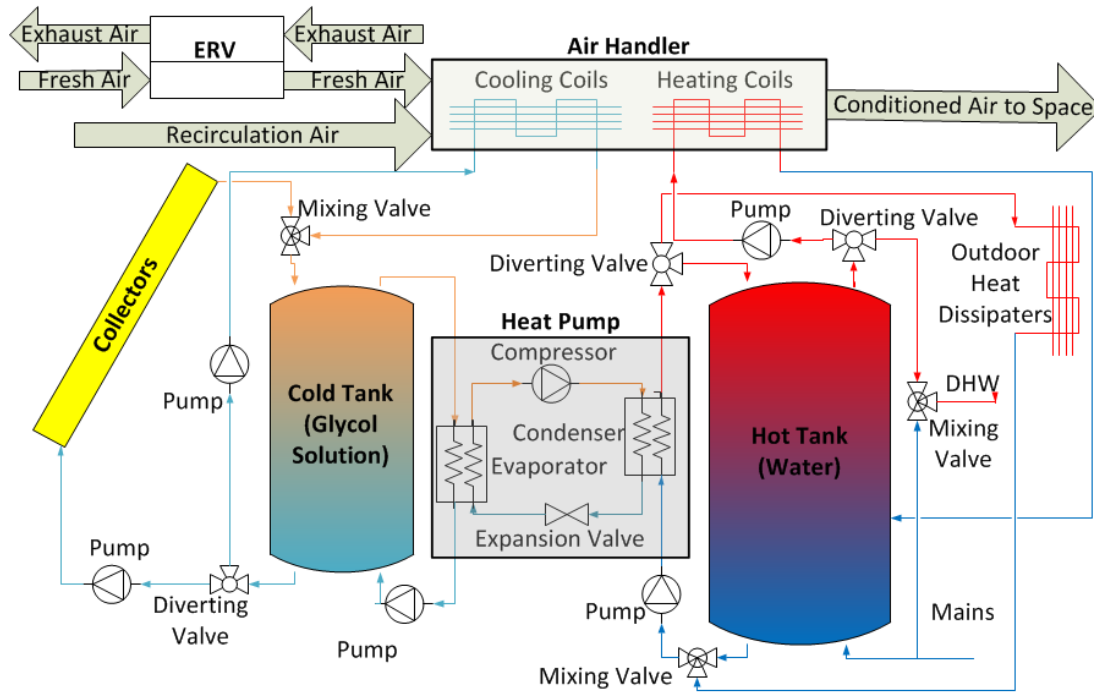 Exhaust Air
ERV
Exhaust Air
Fresh Air
Fresh Air
Recirculation Air
Air Handler
Cooling Coils
Heating Coils
Conditioned Air to Space
Collectors
Mixing Valve
Pump
Diverting Valve
Pump
Diverting Valve
Outdoor
Heat
Dissipaters
Cold Tank
(Glycol
Solution)
Heat Pump
Compressor
Condenser
Evaporator
Expansion Valve
Hot Tank
(Water)
DHW
Mixing
Valve
Pump
Diverting
Valve
Pump
Pump
Mixing Valve
Mains